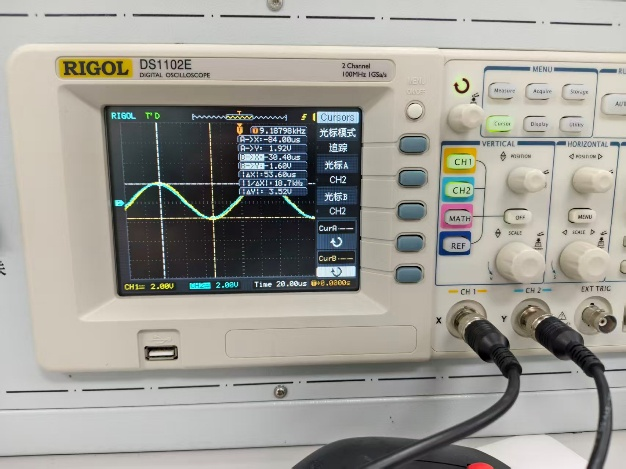 RIGOL DS1102E
DIGITAL OSCILLOSCOPE
2 Channel
100MHz 1GSa/s
RIGOL T'D
Cursors
9.18798kHz
A->X:-84.00us
A->Y: 1.92V
B->X:-30.40us
B->Y:-1.68V
|ΔX|:53.60us
|1/ΔX|:18.7kHz
|ΔY|: 3.52V
光标模式
追踪
光标A
CH2
光标B
CH2
CurA
CurB
CH1 2.00V
2.00V Time 20.00us 0.0000s
MENU
Measure Acquire Storage
Cursor Display Utility
VERTICAL
HORIZONTAL
POSITION
POSITION
CH1
CH2
MATH
REF
OFF
MENU
SCALE
SCALE
CH 1
CH 2
EXT TRIG
X
Y